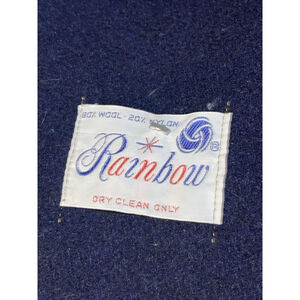 80% WOOL - 20% NYLON
Rainbow
DRY CLEAN ONLY